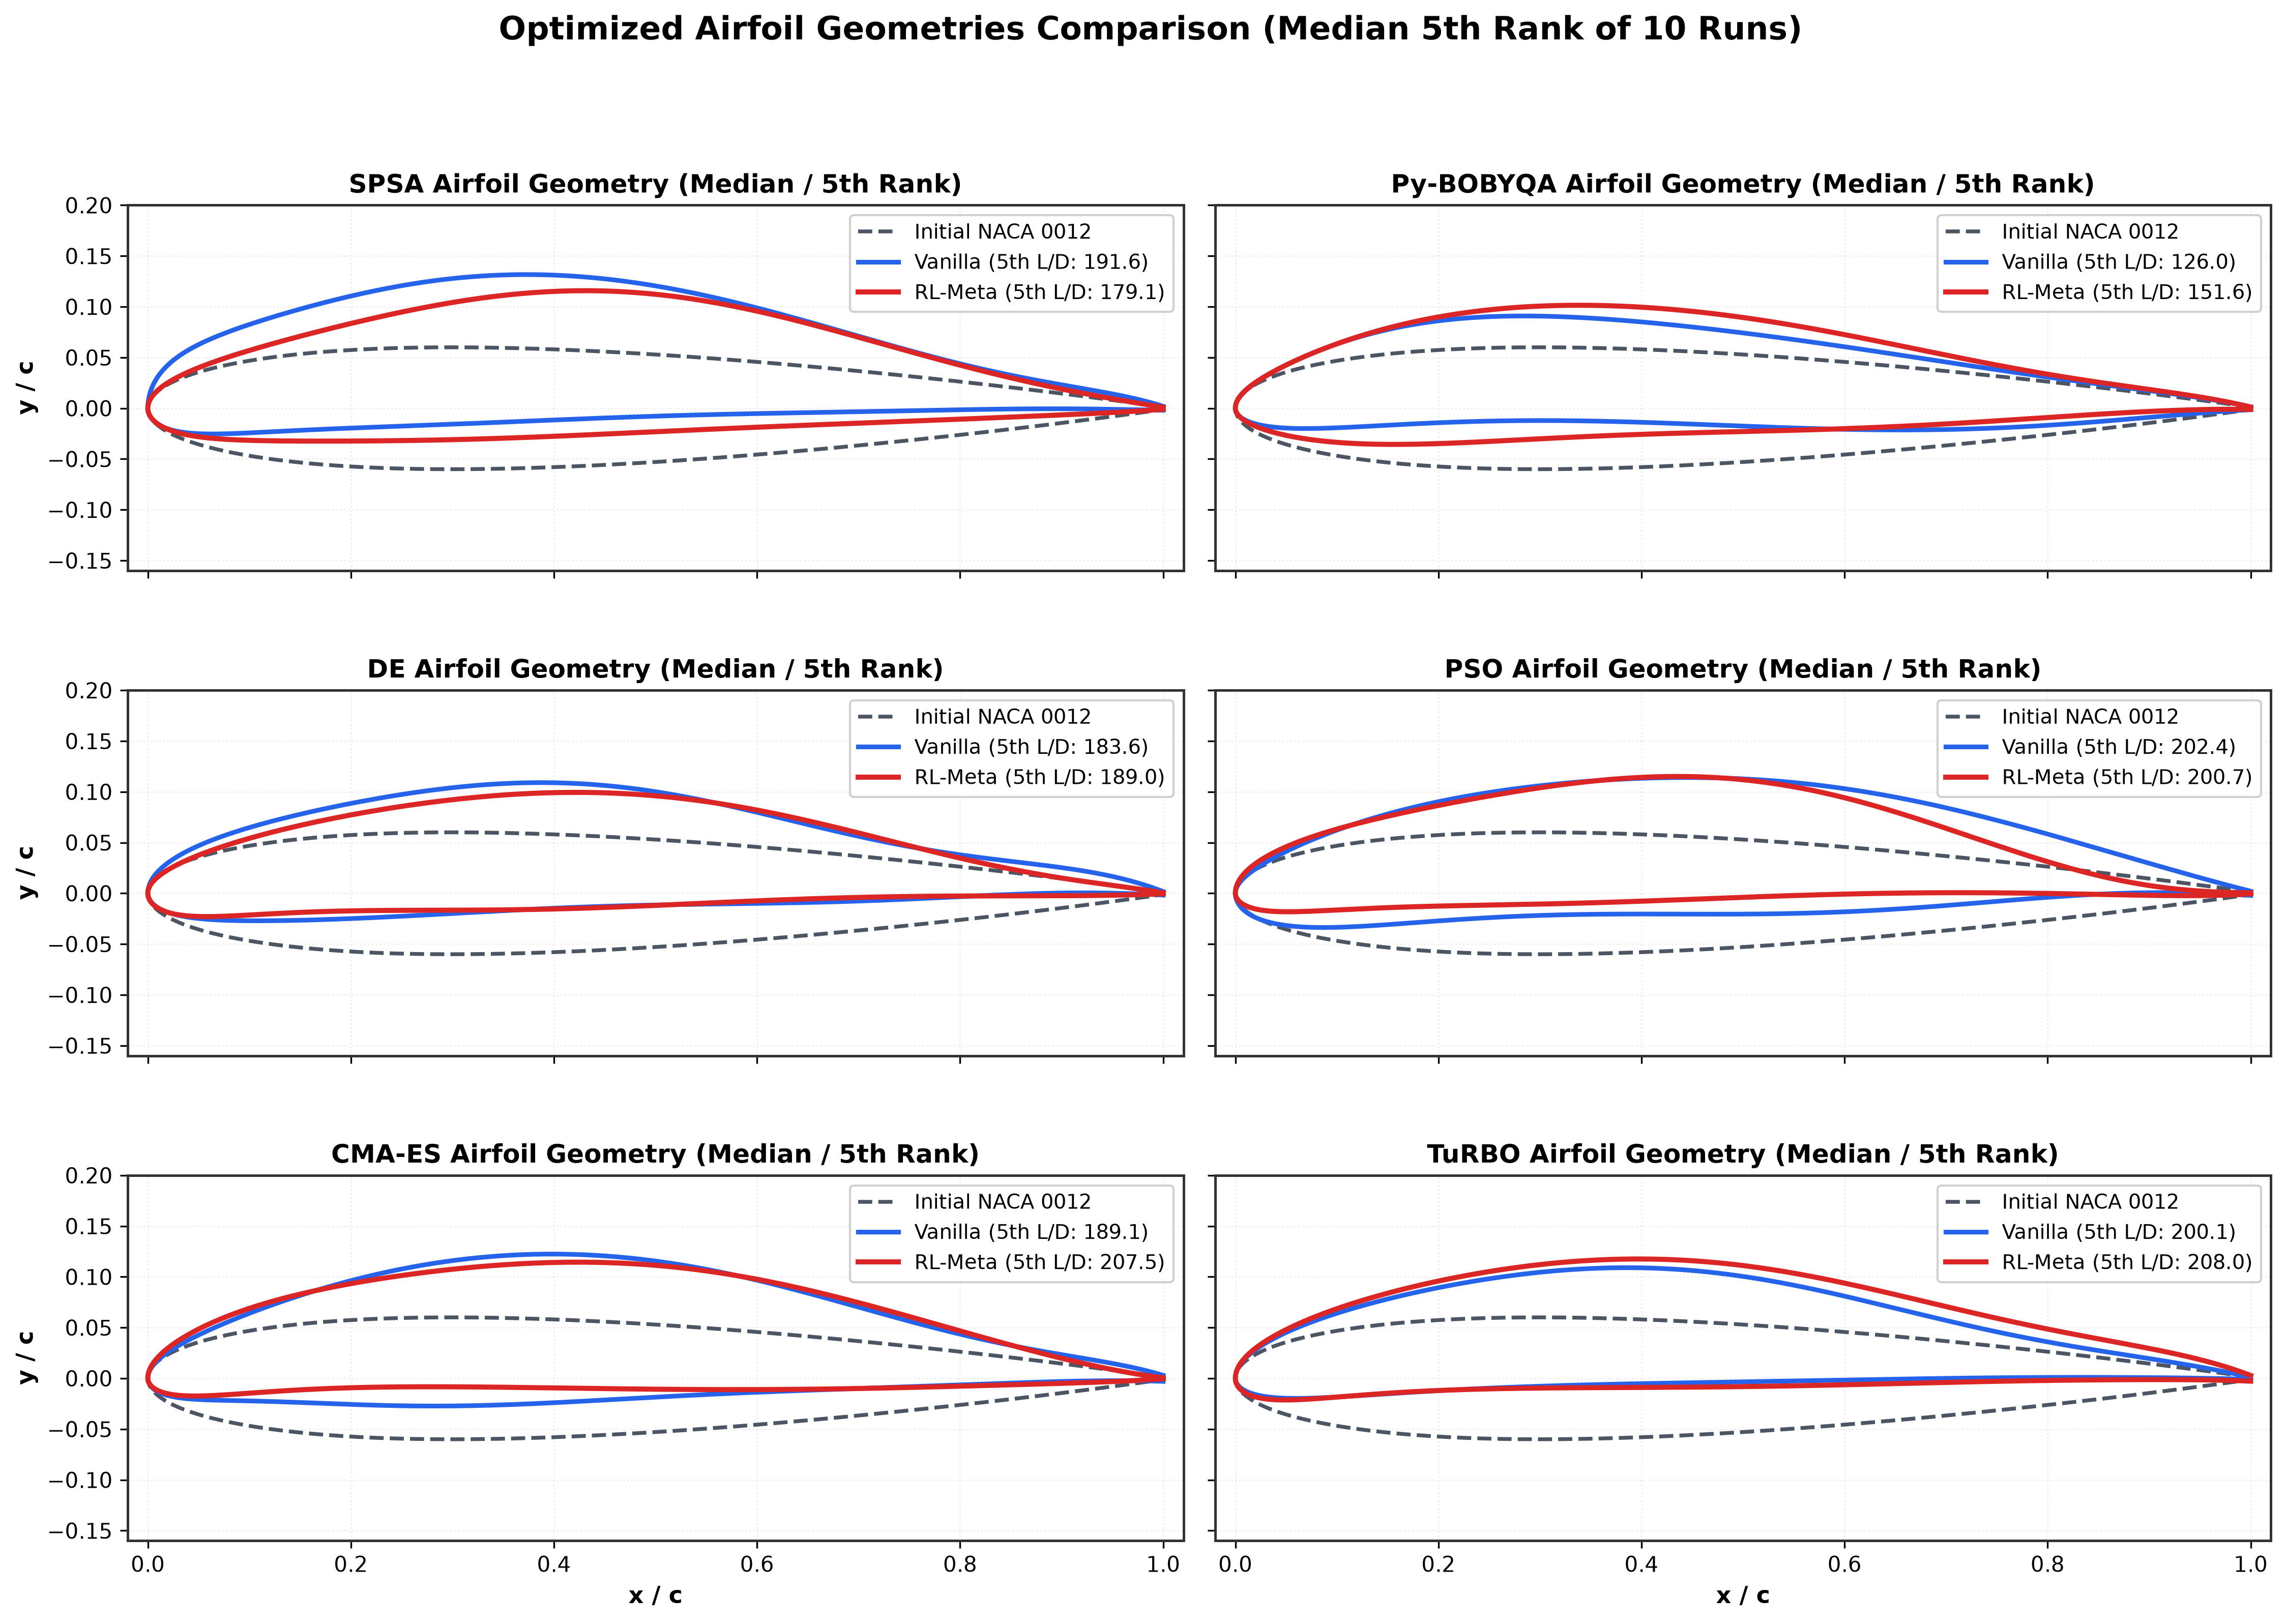 Optimized Airfoil Geometries Comparison (Median 5th Rank of 10 Runs)
SPSA Airfoil Geometry (Median / 5th Rank)
0.20
0.15
0.10
0.05
0.00
−0.05
−0.10
−0.15
y / c
Initial NACA 0012
Vanilla (5th L/D: 191.6)
RL-Meta (5th L/D: 179.1)
Py-BOBYQA Airfoil Geometry (Median / 5th Rank)
Initial NACA 0012
Vanilla (5th L/D: 126.0)
RL-Meta (5th L/D: 151.6)
DE Airfoil Geometry (Median / 5th Rank)
0.20
0.15
0.10
0.05
0.00
−0.05
−0.10
−0.15
y / c
Initial NACA 0012
Vanilla (5th L/D: 183.6)
RL-Meta (5th L/D: 189.0)
PSO Airfoil Geometry (Median / 5th Rank)
Initial NACA 0012
Vanilla (5th L/D: 202.4)
RL-Meta (5th L/D: 200.7)
CMA-ES Airfoil Geometry (Median / 5th Rank)
0.20
0.15
0.10
0.05
0.00
−0.05
−0.10
−0.15
y / c
Initial NACA 0012
Vanilla (5th L/D: 189.1)
RL-Meta (5th L/D: 207.5)
0.0 0.2 0.4 0.6 0.8 1.0
x / c
TuRBO Airfoil Geometry (Median / 5th Rank)
Initial NACA 0012
Vanilla (5th L/D: 200.1)
RL-Meta (5th L/D: 208.0)
0.0 0.2 0.4 0.6 0.8 1.0
x / c